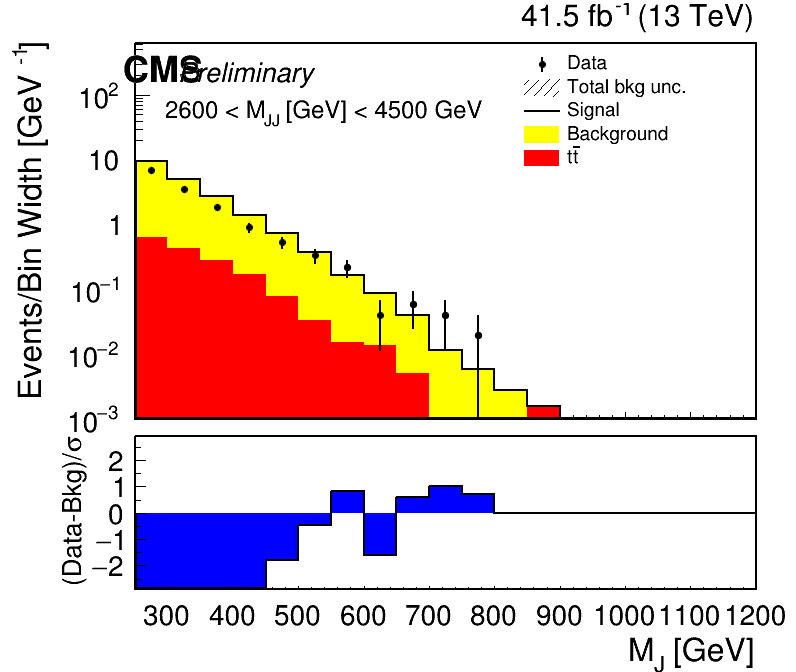 41.5 fb⁻¹ (13 TeV)
CMS Preliminary
2600 < M_JJ [GeV] < 4500 GeV
Data
Total bkg unc.
Signal
Background
tt̄
Events/Bin Width [GeV⁻¹]
10²
10
1
10⁻¹
10⁻²
10⁻³
(Data-Bkg)/σ
2
1
0
−1
−2
300 400 500 600 700 800 900 1000 1100 1200
M_J [GeV]